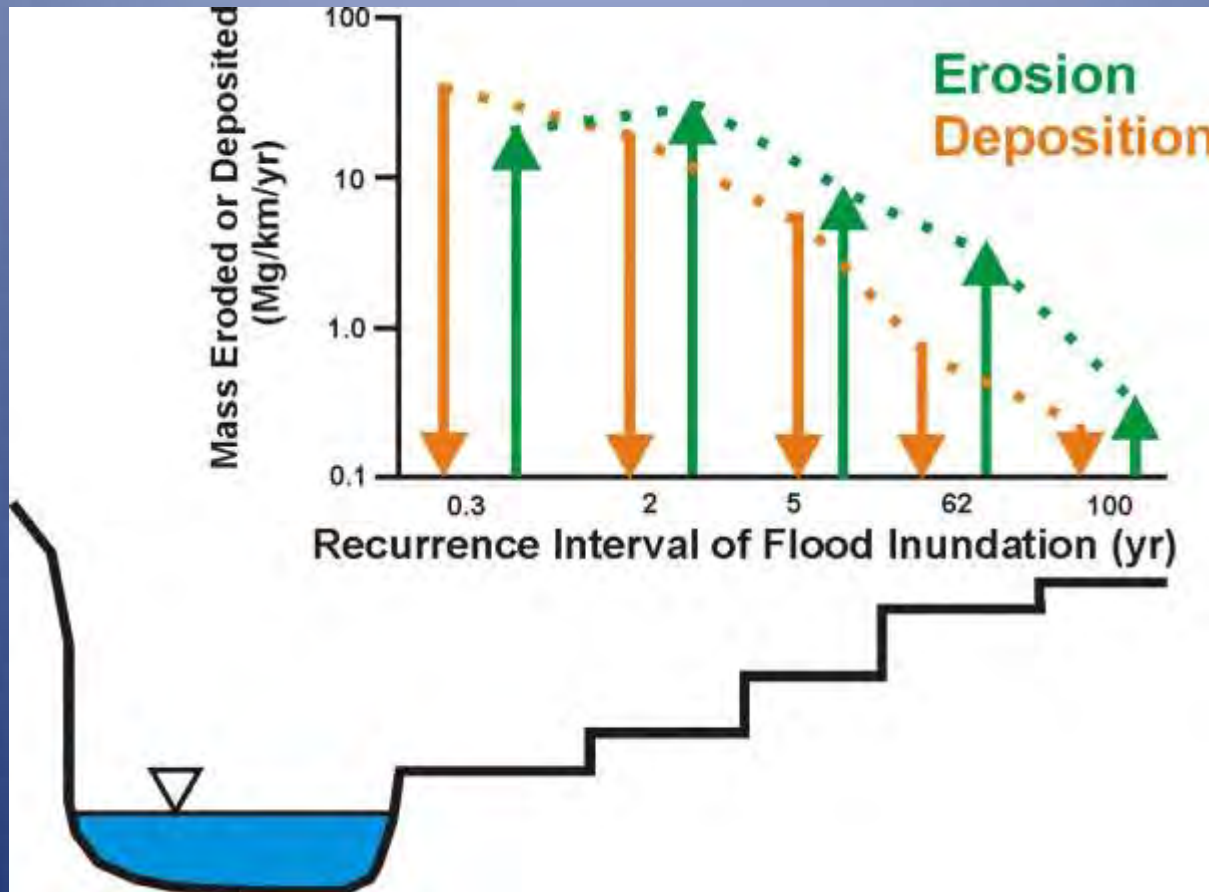 Mass Eroded or Deposited
(Mg/km/yr)
100
10
1.0
0.1
Erosion
Deposition
0.3 2 5 62 100
Recurrence Interval of Flood Inundation (yr)